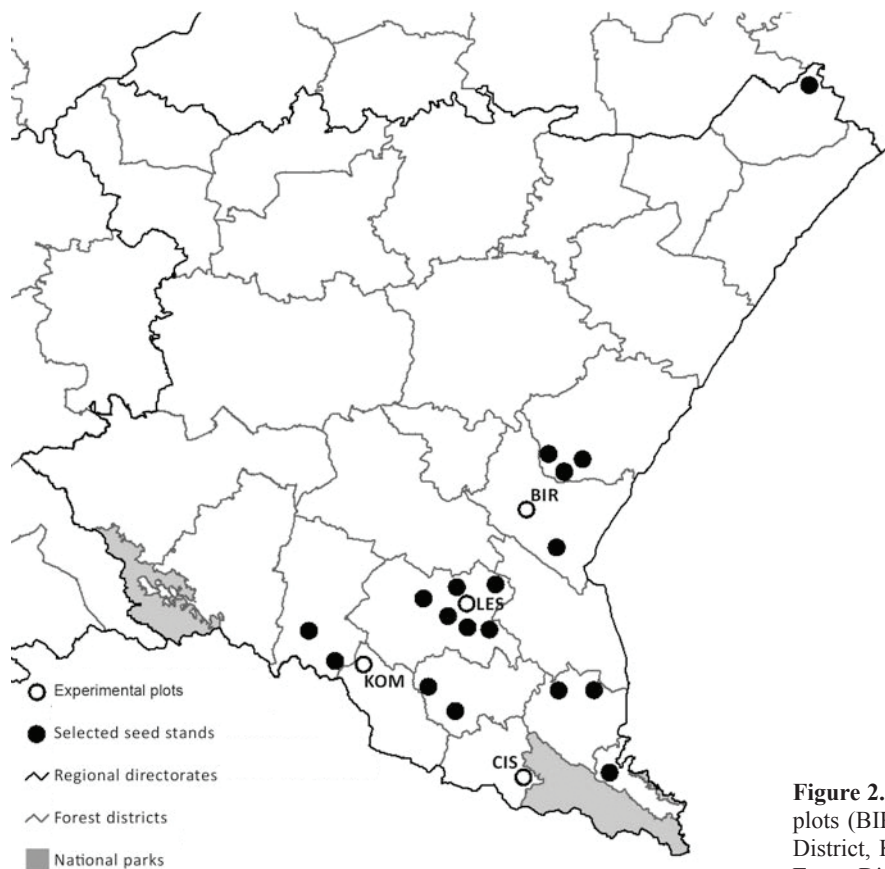 BIR
LES
KOM
CIS
Experimental plots
Selected seed stands
Regional directorates
Forest districts
National parks
Figure 2.
plots (BI
District,